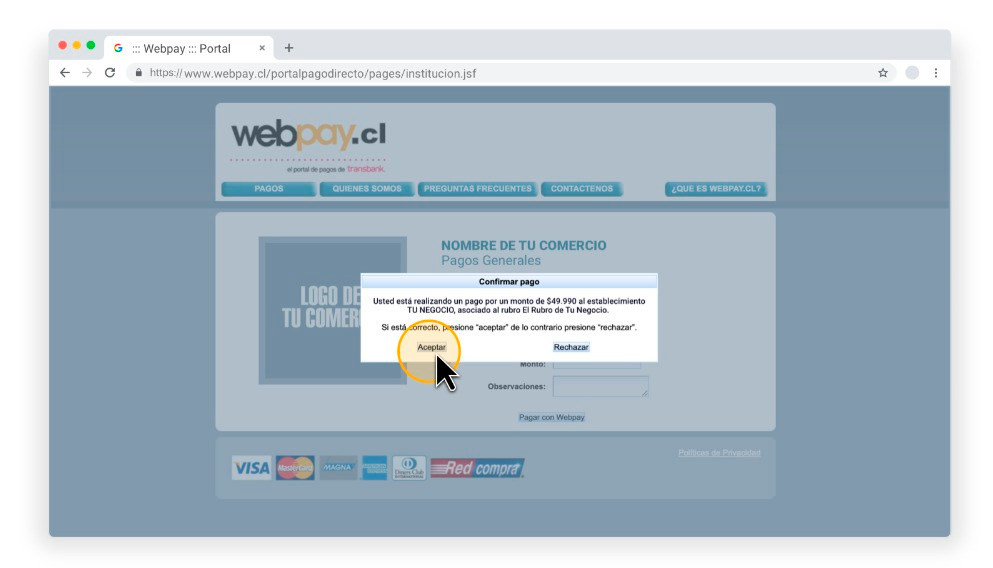 ::: Webpay ::: Portal
https://www.webpay.cl/portalpagodirecto/pages/institucion.jsf
webpay.cl
el portal de pagos de transbank.
PAGOS
QUIENES SOMOS
PREGUNTAS FRECUENTES
CONTACTENOS
¿QUE ES WEBPAY.CL?
NOMBRE DE TU COMERCIO
Pagos Generales
LOGO DE
TU COMER
Confirmar pago
Usted está realizando un pago por un monto de $49.990 al establecimiento
TU NEGOCIO, asociado al rubro El Rubro de Tu Negocio.
Si está correcto, presione “aceptar” de lo contrario presione “rechazar”.
Aceptar
Rechazar
Monto:
Observaciones:
Pagar con Webpay
VISA
MasterCard
MAGNA
Diners Club
INTERNATIONAL
Red compra
Políticas de Privacidad